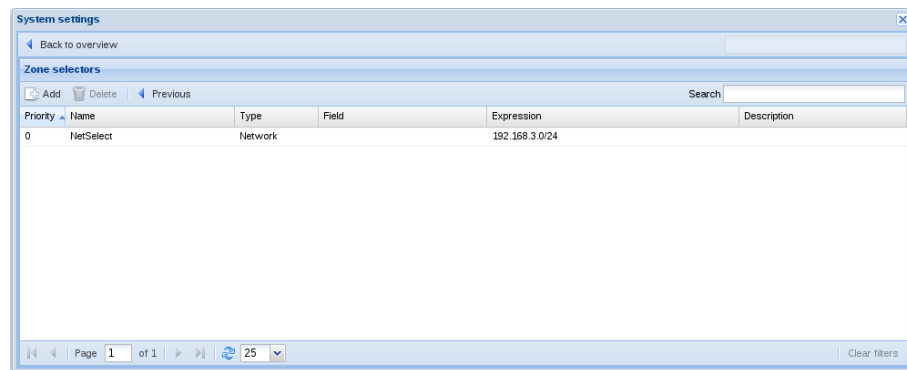 System settings
Back to overview
Zone selectors
Add Delete Previous Search
Priority Name Type Field Expression Description
0 NetSelect Network 192.168.3.0/24
Page 1 of 1 25 Clear filters